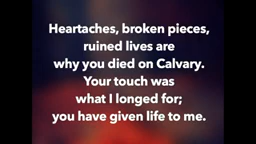 Heartaches, broken pieces,
ruined lives are
why you died on Calvary.
Your touch was
what I longed for;
you have given life to me.